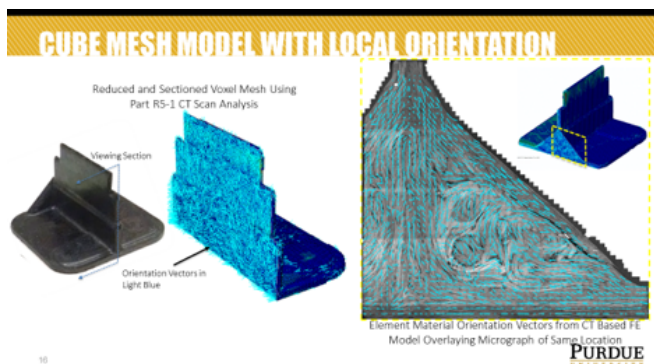 CUBE MESH MODEL WITH LOCAL ORIENTATION
Reduced and Sectioned Voxel Mesh Using
Part R5-1 CT Scan Analysis
Viewing Section
Orientation Vectors in
Light Blue
Element Material Orientation Vectors from CT Based FE
Model Overlaying Micrograph of Same Location
16
PURDUE